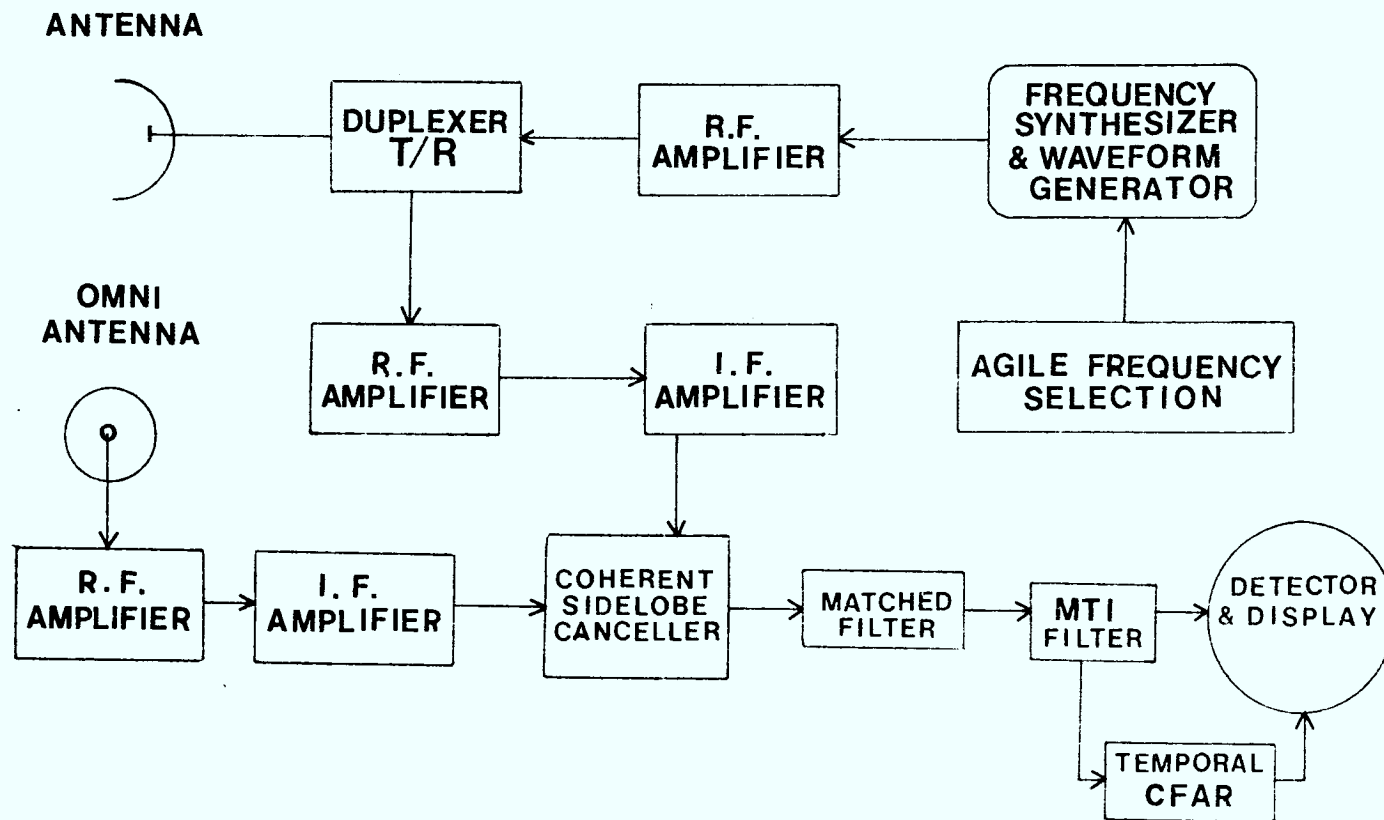 ANTENNA
DUPLEXER
T/R
R.F.
AMPLIFIER
FREQUENCY
SYNTHESIZER
& WAVEFORM
GENERATOR
OMNI
ANTENNA
R.F.
AMPLIFIER
I.F.
AMPLIFIER
AGILE FREQUENCY
SELECTION
R.F.
AMPLIFIER
I.F.
AMPLIFIER
COHERENT
SIDELOBE
CANCELLER
MATCHED
FILTER
MTI
FILTER
DETECTOR
& DISPLAY
TEMPORAL
CFAR